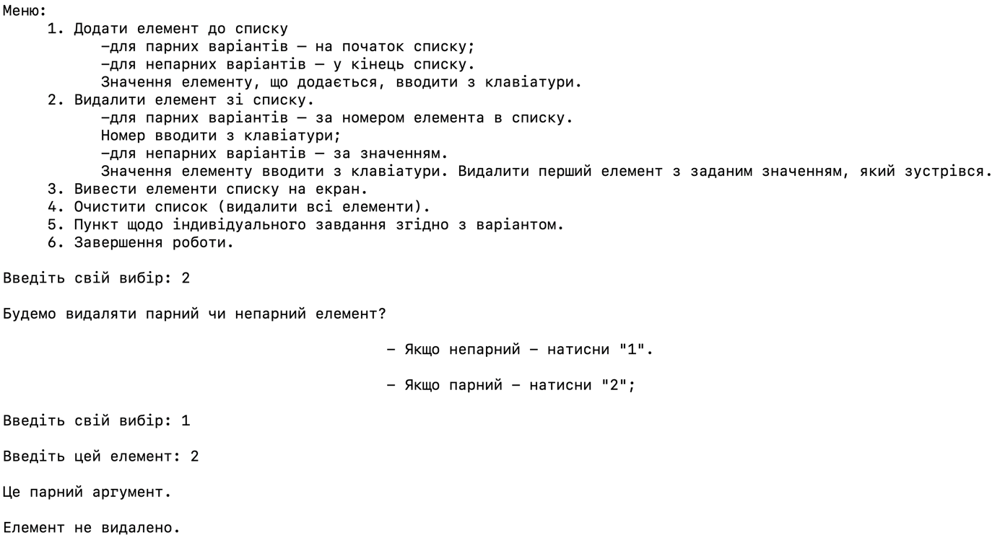 Меню:
1. Додати елемент до списку
–для парних варіантів – на початок списку;
–для непарних варіантів – у кінець списку.
Значення елементу, що додається, вводити з клавіатури.
2. Видалити елемент зі списку.
–для парних варіантів – за номером елемента в списку.
Номер вводити з клавіатури;
–для непарних варіантів – за значенням.
Значення елементу вводити з клавіатури. Видалити перший елемент з заданим значенням, який зустрівся.
3. Вивести елементи списку на екран.
4. Очистити список (видалити всі елементи).
5. Пункт щодо індивідуального завдання згідно з варіантом.
6. Завершення роботи.
Введіть свій вибір: 2
Будемо видаляти парний чи непарний елемент?
– Якщо непарний – натисни "1".
– Якщо парний – натисни "2";
Введіть свій вибір: 1
Введіть цей елемент: 2
Це парний аргумент.
Елемент не видалено.